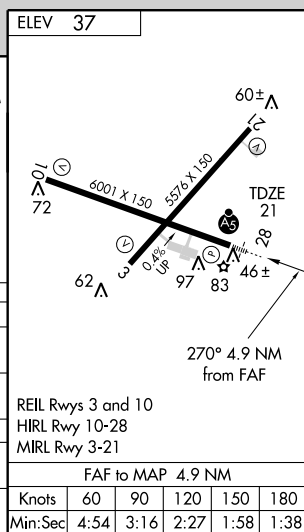 ELEV 37
60±
21
V
10
V
6001 X 150
5576 X 150
TDZE
21
72
A5
28
V
3
0.4%
UP
P
62
97
83
46±
270° 4.9 NM
from FAF
REIL Rwys 3 and 10
HIRL Rwy 10-28
MIRL Rwy 3-21
FAF to MAP 4.9 NM
Knots 60 90 120 150 180
Min:Sec 4:54 3:16 2:27 1:58 1:38